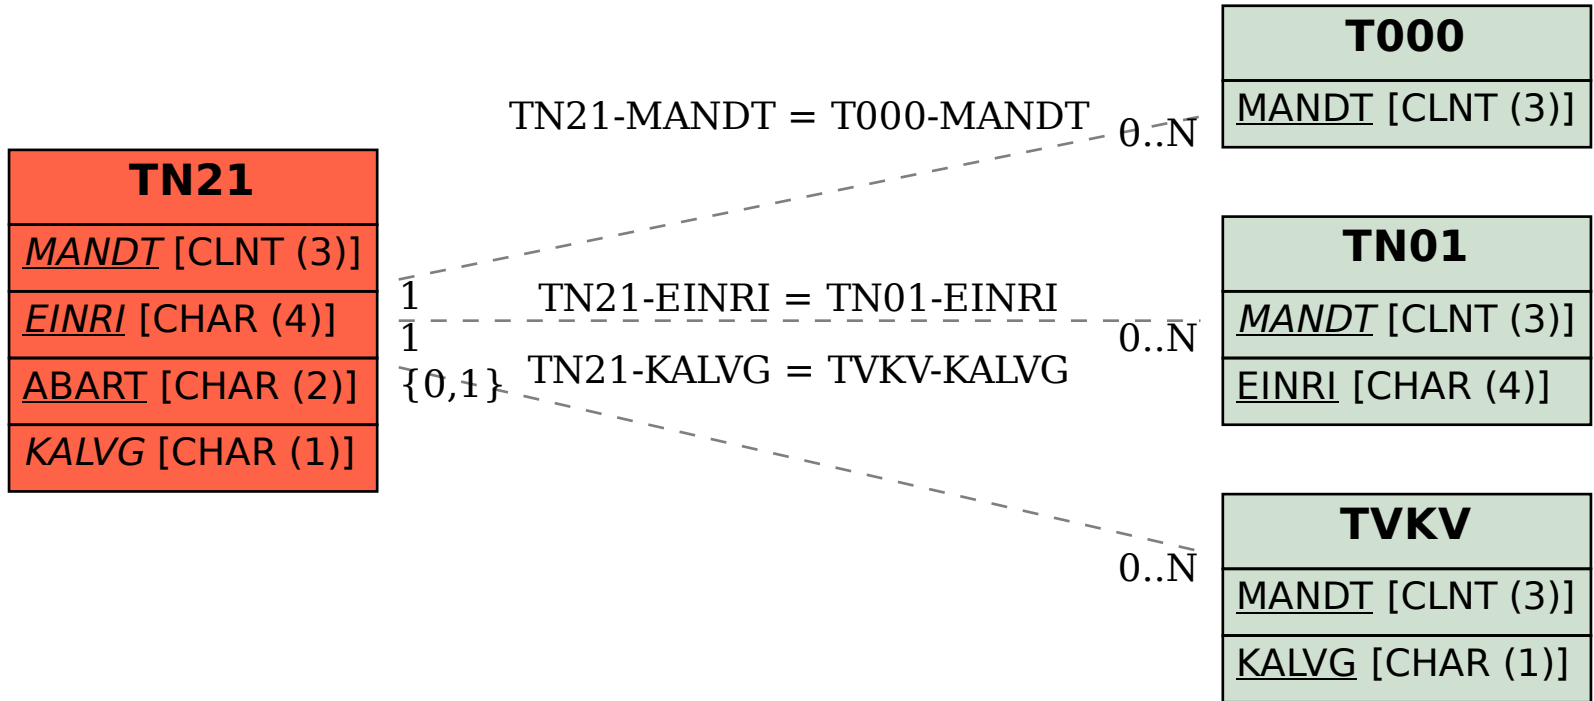 TN21
MANDT [CLNT (3)]
EINRI [CHAR (4)]
ABART [CHAR (2)]
KALVG [CHAR (1)]
TN21-MANDT = T000-MANDT
0..N
1
TN21-EINRI = TN01-EINRI
1
0..N
TN21-KALVG = TVKV-KALVG
{0,1}
0..N
T000
MANDT [CLNT (3)]
TN01
MANDT [CLNT (3)]
EINRI [CHAR (4)]
TVKV
MANDT [CLNT (3)]
KALVG [CHAR (1)]